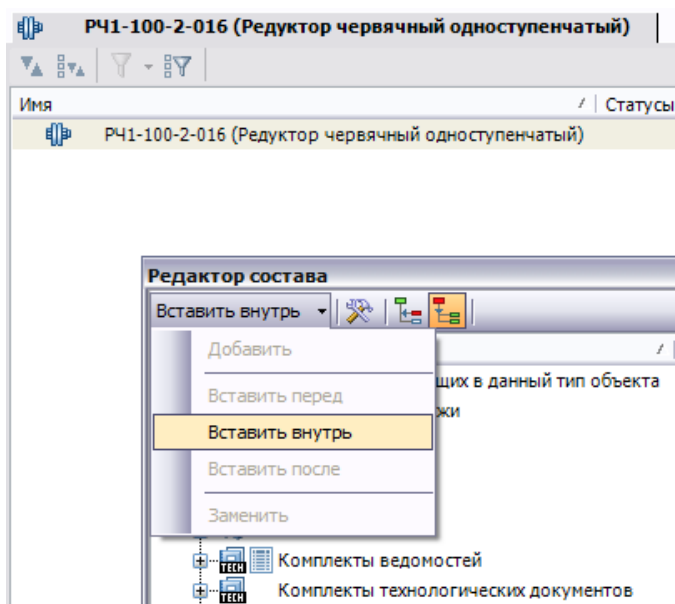 РЧ1-100-2-016 (Редуктор червячный одноступенчатый)
Имя / Статусы
РЧ1-100-2-016 (Редуктор червячный одноступенчатый)
Редактор состава
Вставить внутрь
Добавить
щих в данный тип объекта
Вставить перед
жи
Вставить внутрь
Вставить после
Заменить
TECH Комплекты ведомостей
TECH Комплекты технологических документов